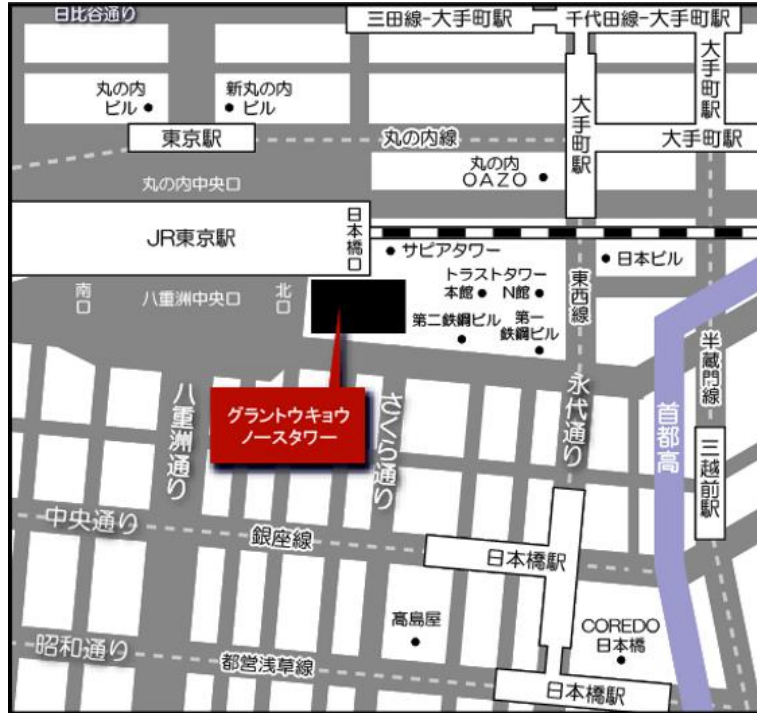 日比谷通り
三田線-大手町駅
千代田線-大手町駅
丸の内
ビル
新丸の内
ビル
大手町駅
大手町駅
東京駅
丸の内線
大手町駅
丸の内
OAZO
丸の内中央口
日本橋口
JR東京駅
サピアタワー
日本ビル
トラストタワー
本館
N館
東西線
南口
八重洲中央口
北口
第二鉄鋼ビル
第一
鉄鋼ビル
半蔵門線
グラントウキョウ
ノースタワー
八重洲通り
さくら通り
永代通り
首都高
三越前駅
中央通り
銀座線
日本橋駅
高島屋
COREDO
日本橋
昭和通り
都営浅草線
日本橋駅